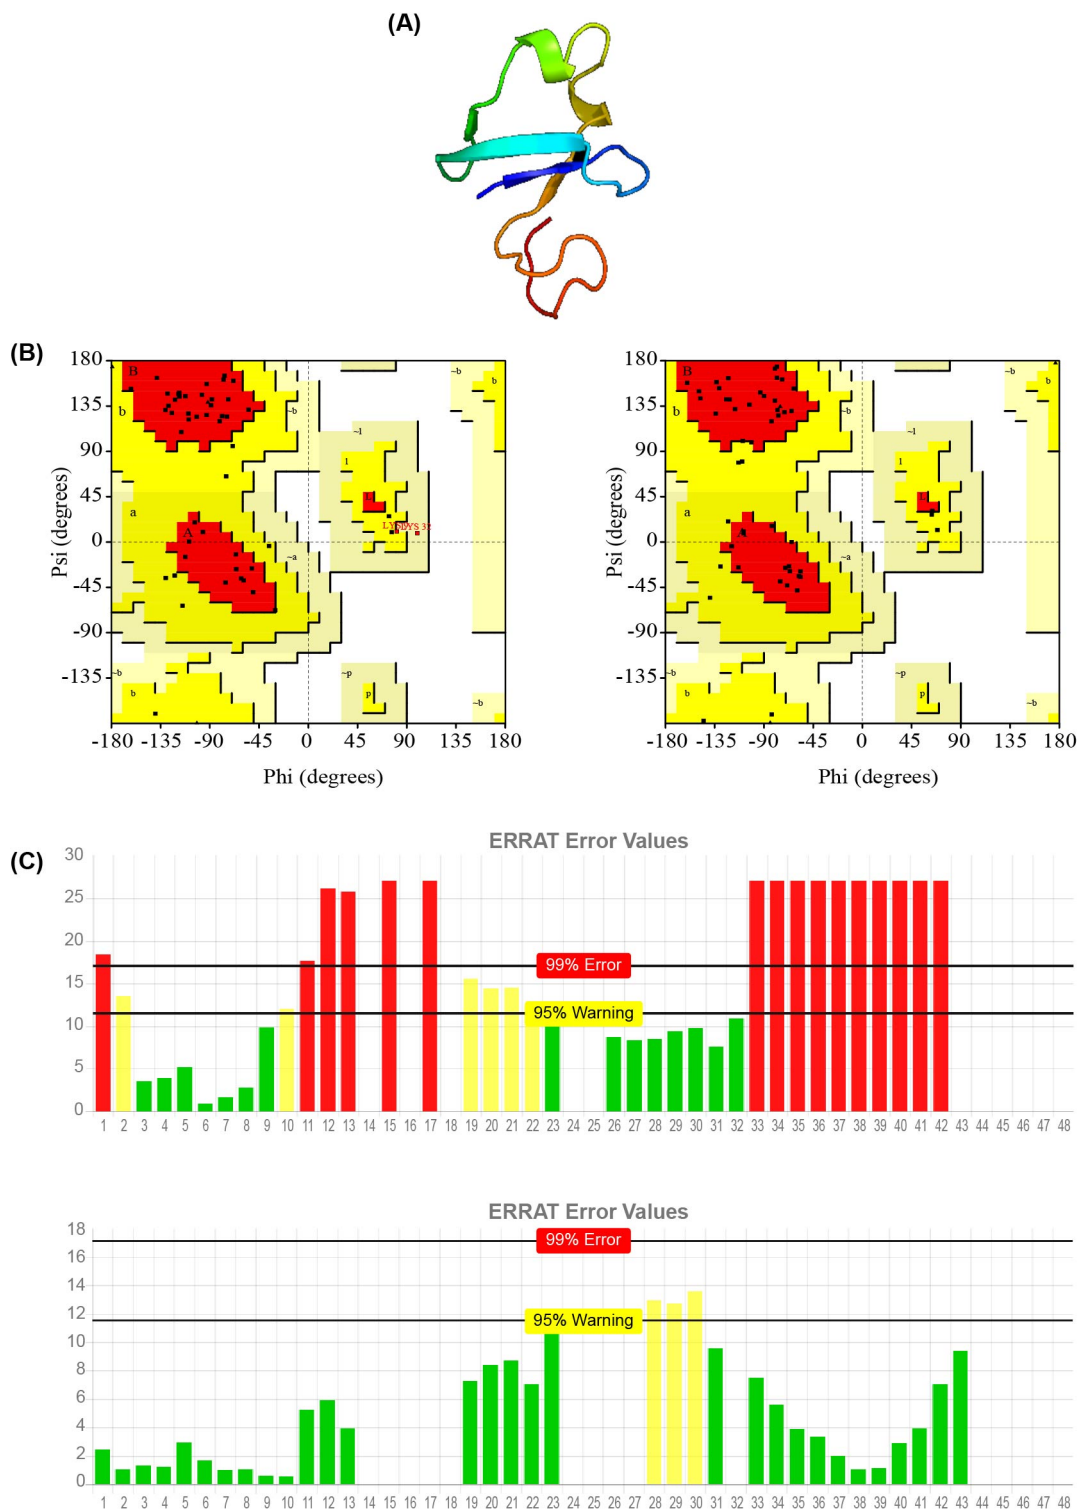 (A)
(B)
180
135
90
45
0
-45
-90
-135
Psi (degrees)
B
b
~b
~b
b
~l
l
L
a
A
~a
~b
b
~p
p
~b
-180 -135 -90 -45 0 45 90 135 180
Phi (degrees)
180
135
90
45
0
-45
-90
-135
Psi (degrees)
B
b
~b
~b
b
~l
l
L
a
A
~a
~b
b
~p
p
~b
-180 -135 -90 -45 0 45 90 135 180
Phi (degrees)
(C)
ERRAT Error Values
30
25
20
15
10
5
0
99% Error
95% Warning
1 2 3 4 5 6 7 8 9 10 11 12 13 14 15 16 17 18 19 20 21 22 23 24 25 26 27 28 29 30 31 32 33 34 35 36 37 38 39 40 41 42 43 44 45 46 47 48
ERRAT Error Values
18
16
14
12
10
8
6
4
2
0
99% Error
95% Warning
1 2 3 4 5 6 7 8 9 10 11 12 13 14 15 16 17 18 19 20 21 22 23 24 25 26 27 28 29 30 31 32 33 34 35 36 37 38 39 40 41 42 43 44 45 46 47 48